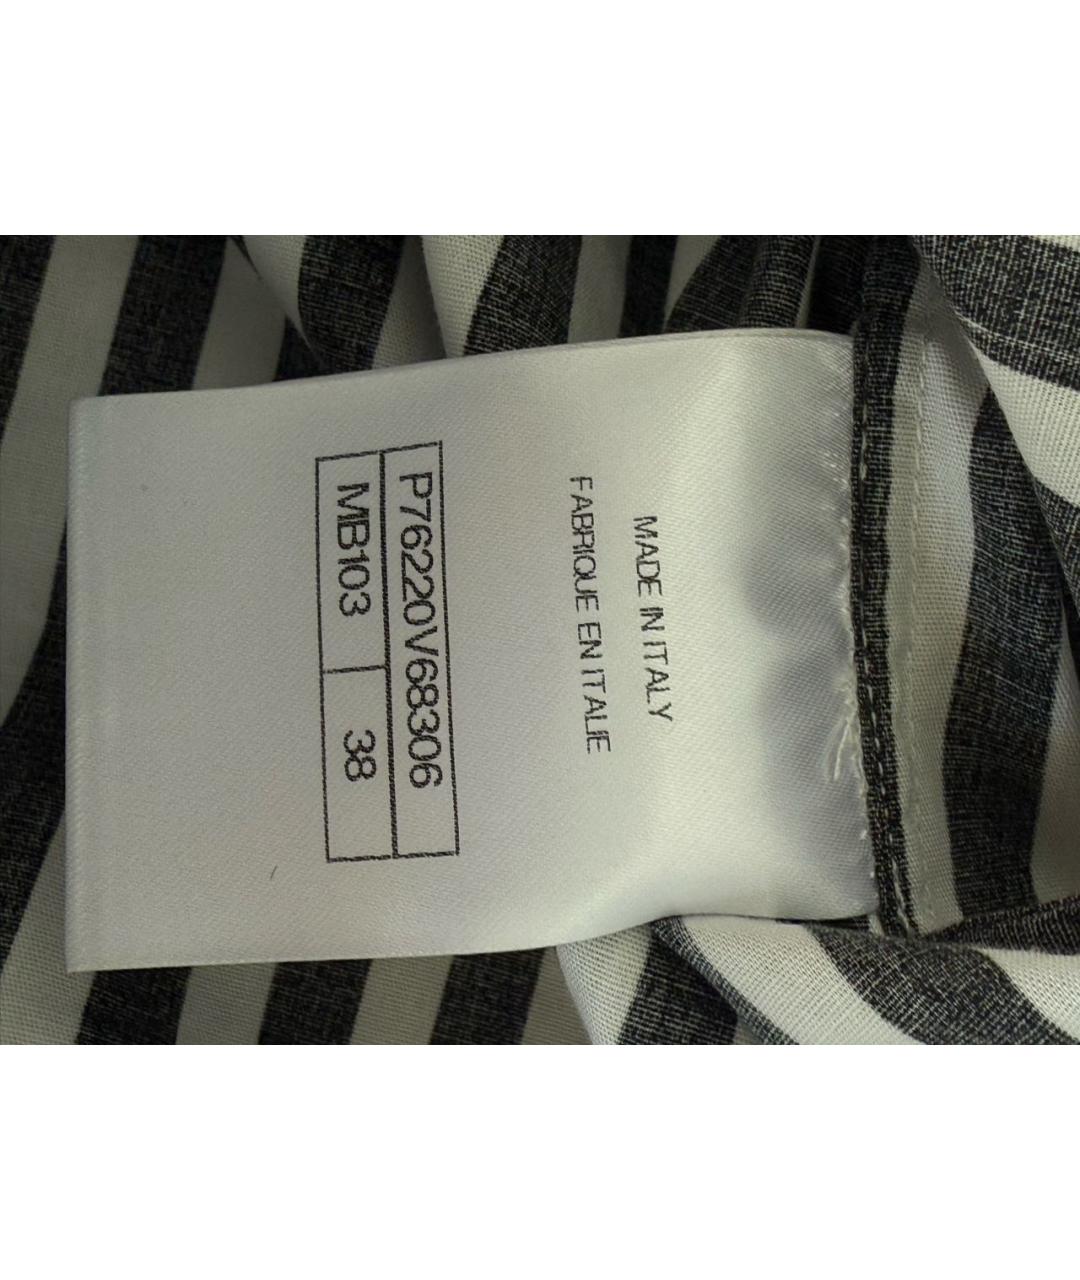 MADE IN ITALY
FABRIQUE EN ITALIE
P76220V68306
MB103 38